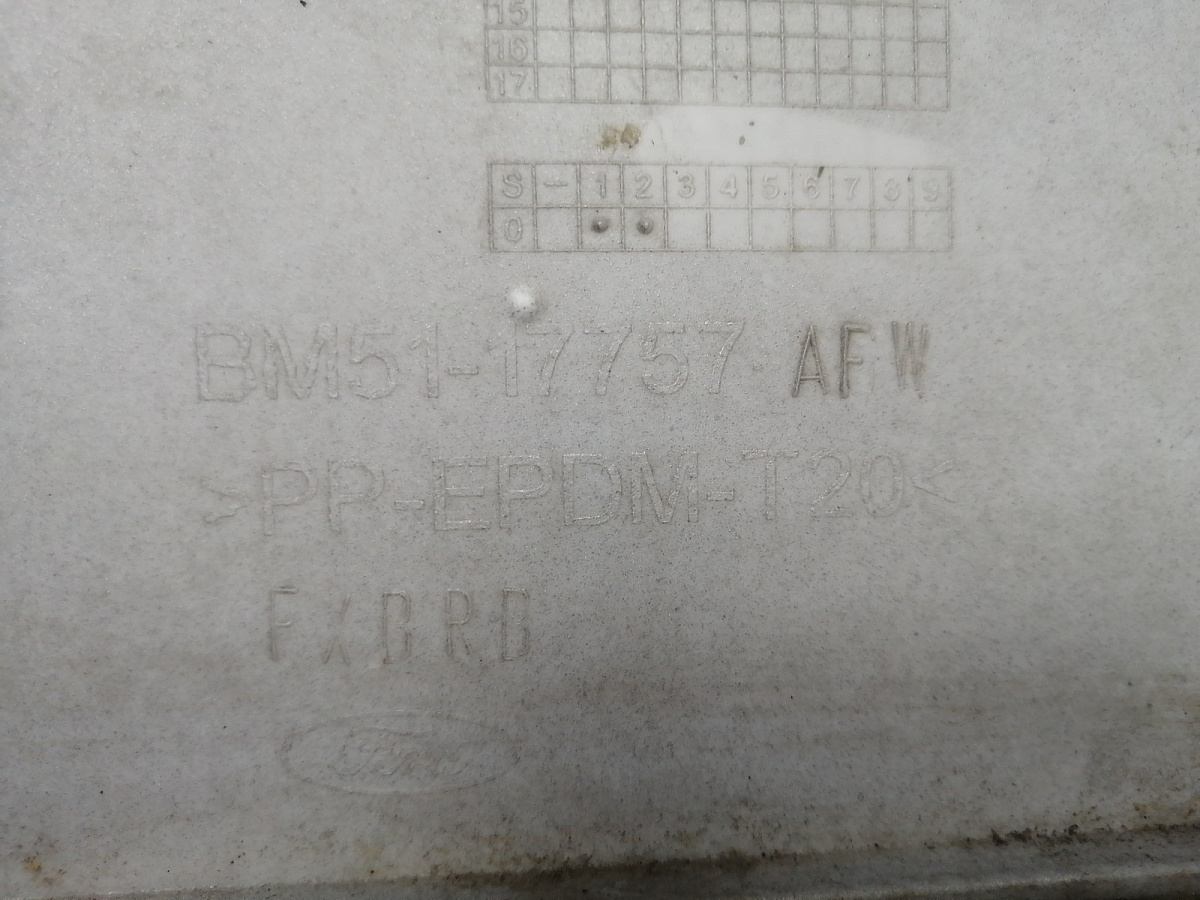 15
16
17
S - 1 2 3 4 5 6 7 8 9
0
BM51-17757 AFW
>PP-EPDM-T20<
FXDRD
Ford